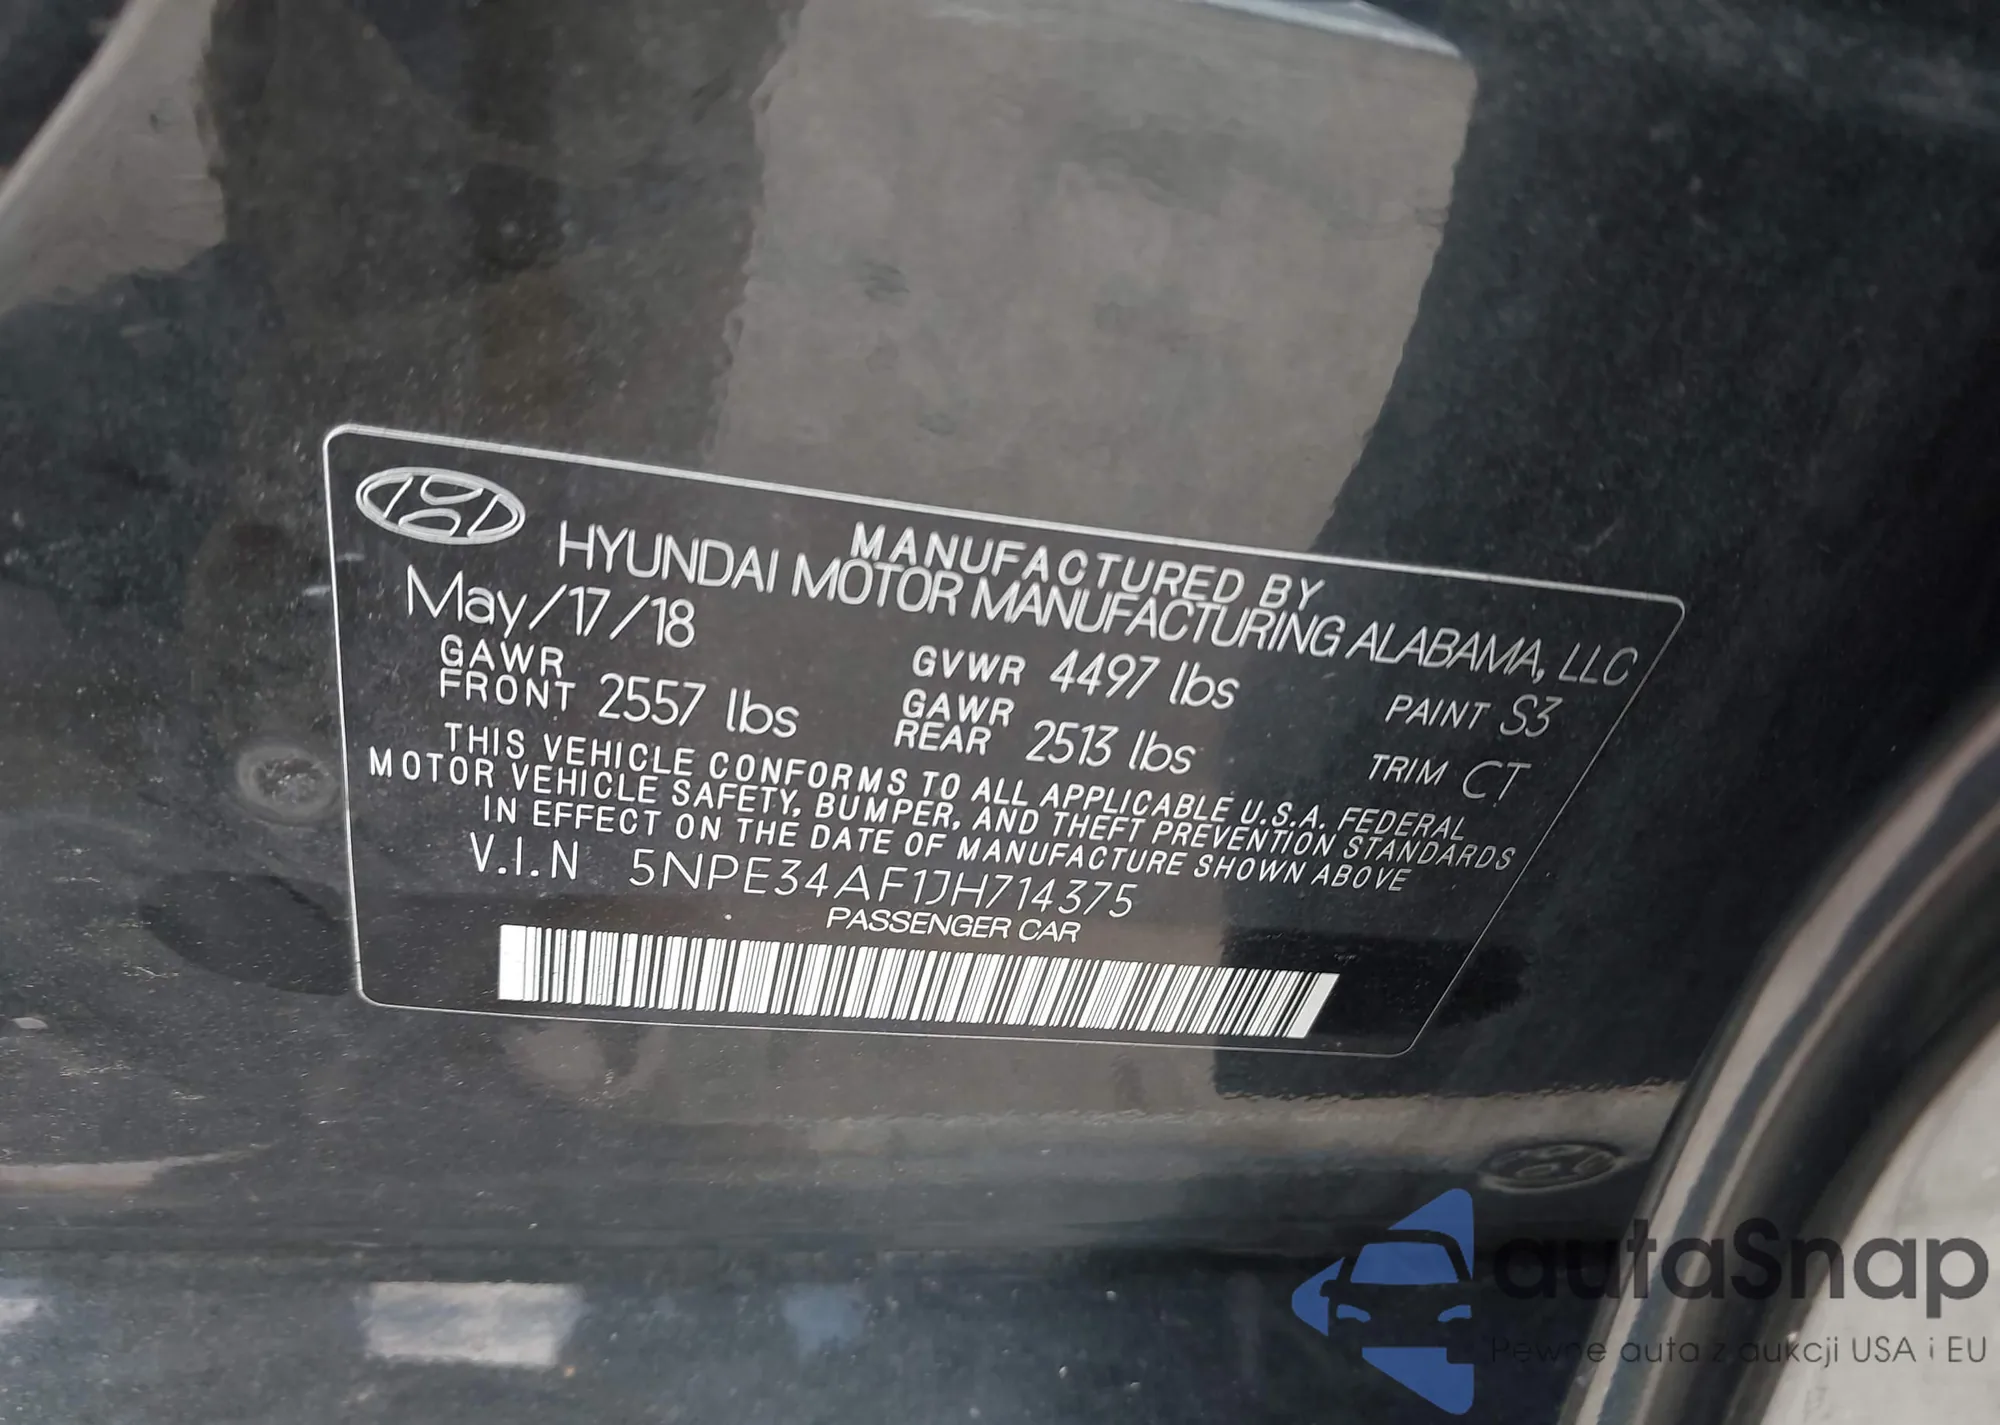 MANUFACTURED BY
HYUNDAI MOTOR MANUFACTURING ALABAMA, LLC
May/17/18 GVWR 4497 lbs PAINT S3
GAWR FRONT 2557 lbs GAWR REAR 2513 lbs TRIM CT
THIS VEHICLE CONFORMS TO ALL APPLICABLE U.S.A. FEDERAL
MOTOR VEHICLE SAFETY, BUMPER, AND THEFT PREVENTION STANDARDS
IN EFFECT ON THE DATE OF MANUFACTURE SHOWN ABOVE
V.I.N 5NPE34AF1JH714375
PASSENGER CAR
autaSnap
Pewne auta z aukcji USA i EU